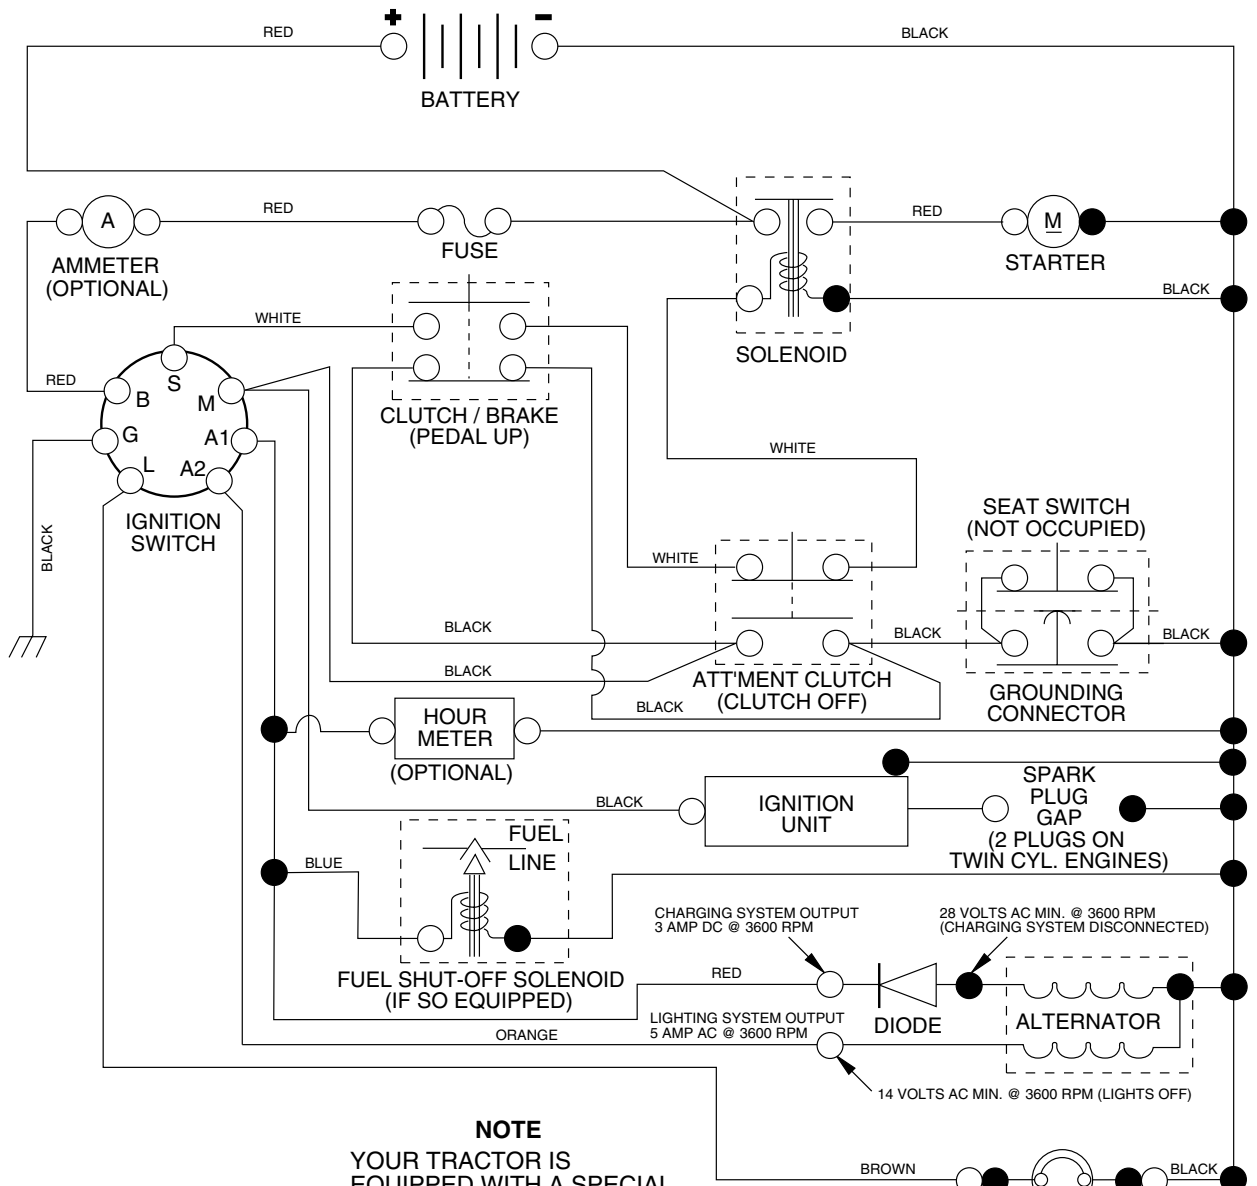 + −
RED
BLACK
BATTERY
A
RED
FUSE
RED
M
AMMETER
(OPTIONAL)
STARTER
BLACK
WHITE
SOLENOID
RED
S
B
M
G
A1
L
A2
CLUTCH / BRAKE
(PEDAL UP)
WHITE
IGNITION
SWITCH
BLACK
SEAT SWITCH
(NOT OCCUPIED)
WHITE
BLACK
BLACK
BLACK
BLACK
ATT'MENT CLUTCH
(CLUTCH OFF)
GROUNDING
CONNECTOR
BLACK
HOUR
METER
(OPTIONAL)
BLACK
IGNITION
UNIT
SPARK
PLUG
GAP
(2 PLUGS ON
TWIN CYL. ENGINES)
FUEL
LINE
BLUE
CHARGING SYSTEM OUTPUT
3 AMP DC @ 3600 RPM
28 VOLTS AC MIN. @ 3600 RPM
(CHARGING SYSTEM DISCONNECTED)
FUEL SHUT-OFF SOLENOID
(IF SO EQUIPPED)
RED
DIODE
ALTERNATOR
LIGHTING SYSTEM OUTPUT
5 AMP AC @ 3600 RPM
ORANGE
14 VOLTS AC MIN. @ 3600 RPM (LIGHTS OFF)
NOTE
YOUR TRACTOR IS
EQUIPPED WITH A SPECIAL
BROWN
BLACK